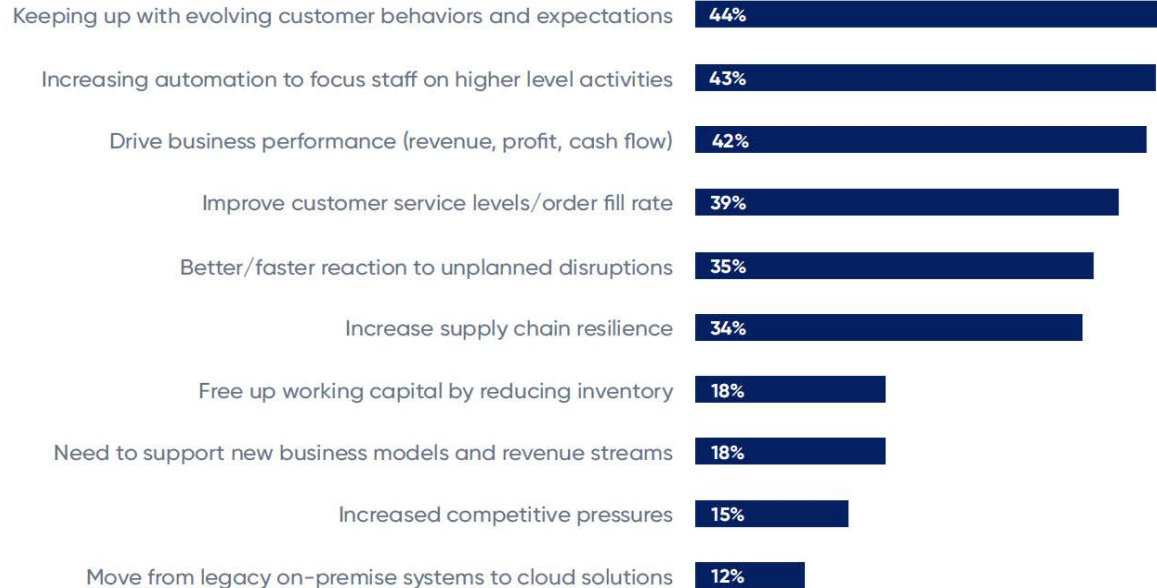 Keeping up with evolving customer behaviors and expectations 44%
Increasing automation to focus staff on higher level activities 43%
Drive business performance (revenue, profit, cash flow) 42%
Improve customer service levels/order fill rate 39%
Better/faster reaction to unplanned disruptions 35%
Increase supply chain resilience 34%
Free up working capital by reducing inventory 18%
Need to support new business models and revenue streams 18%
Increased competitive pressures 15%
Move from legacy on-premise systems to cloud solutions 12%